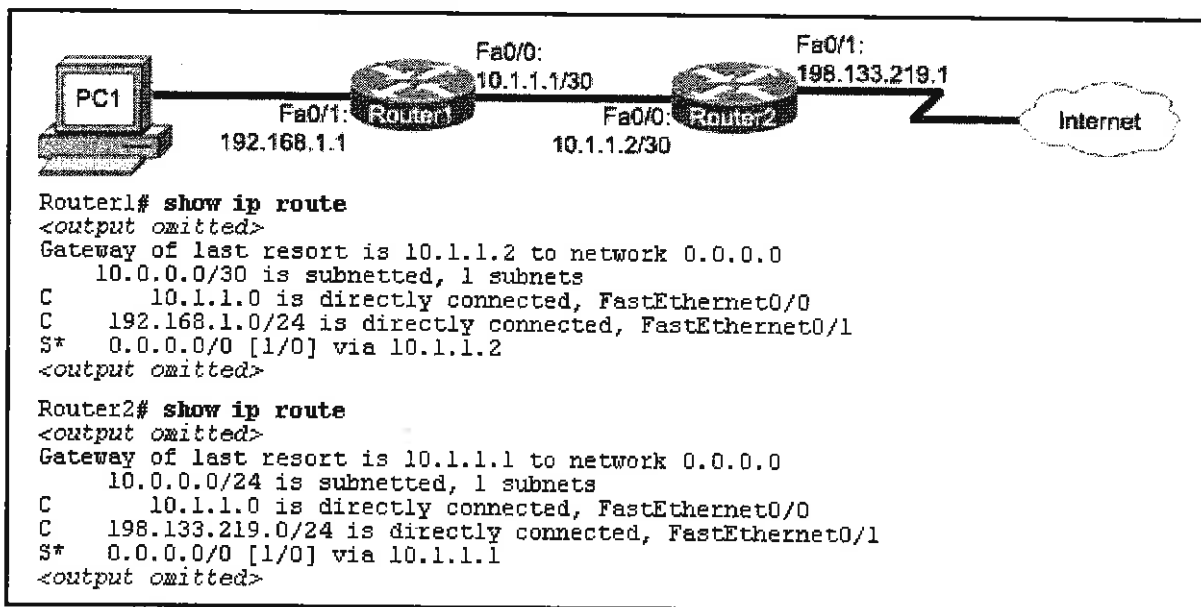 Fa0/0:
10.1.1.1/30
Fa0/1:
198.133.219.1
PC1
Fa0/1:
192.168.1.1
Router1
Fa0/0:
10.1.1.2/30
Router2
Internet
Router1# show ip route
<output omitted>
Gateway of last resort is 10.1.1.2 to network 0.0.0.0
10.0.0.0/30 is subnetted, 1 subnets
C 10.1.1.0 is directly connected, FastEthernet0/0
C 192.168.1.0/24 is directly connected, FastEthernet0/1
S* 0.0.0.0/0 [1/0] via 10.1.1.2
<output omitted>
Router2# show ip route
<output omitted>
Gateway of last resort is 10.1.1.1 to network 0.0.0.0
10.0.0.0/24 is subnetted, 1 subnets
C 10.1.1.0 is directly connected, FastEthernet0/0
C 198.133.219.0/24 is directly connected, FastEthernet0/1
S* 0.0.0.0/0 [1/0] via 10.1.1.1
<output omitted>